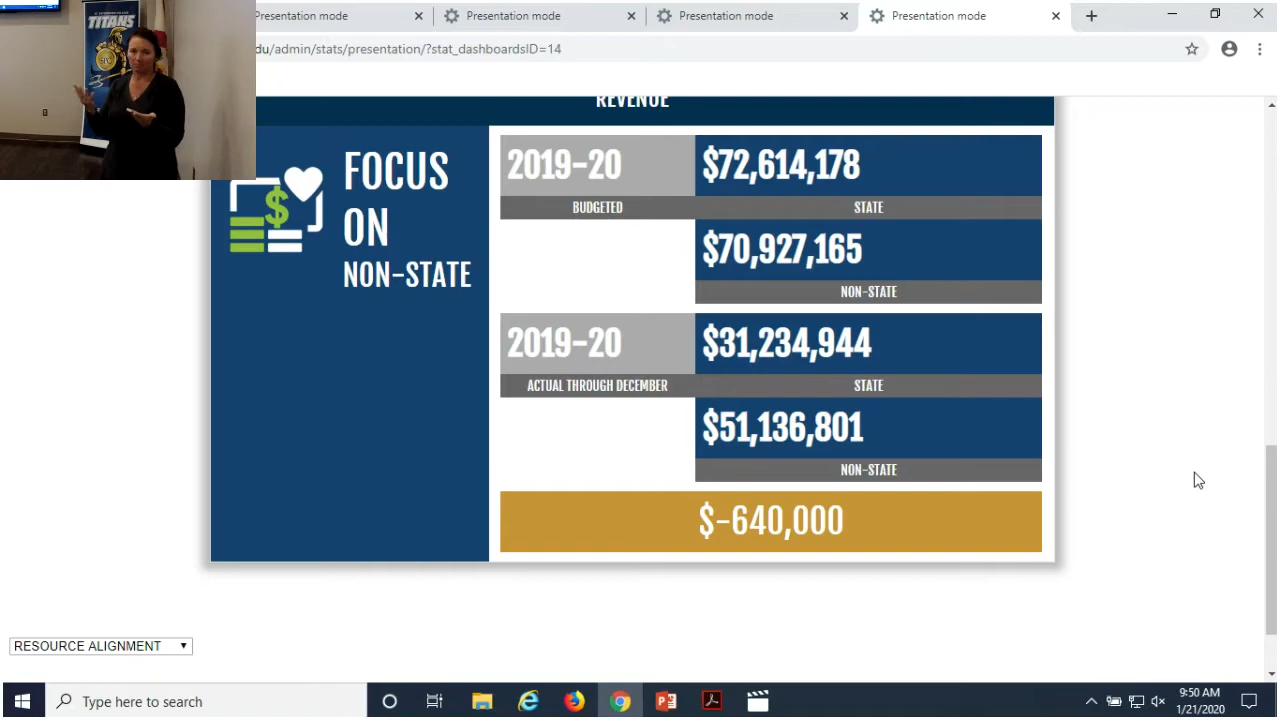 TITANS
SPC
Presentation mode
Presentation mode
Presentation mode
Presentation mode
du/admin/stats/presentation/?stat_dashboardsID=14
REVENUE
FOCUS
ON
NON-STATE
2019-20
$72,614,178
BUDGETED
STATE
$70,927,165
NON-STATE
2019-20
$31,234,944
ACTUAL THROUGH DECEMBER
STATE
$51,136,801
NON-STATE
$-640,000
RESOURCE ALIGNMENT
Type here to search
9:50 AM
1/21/2020